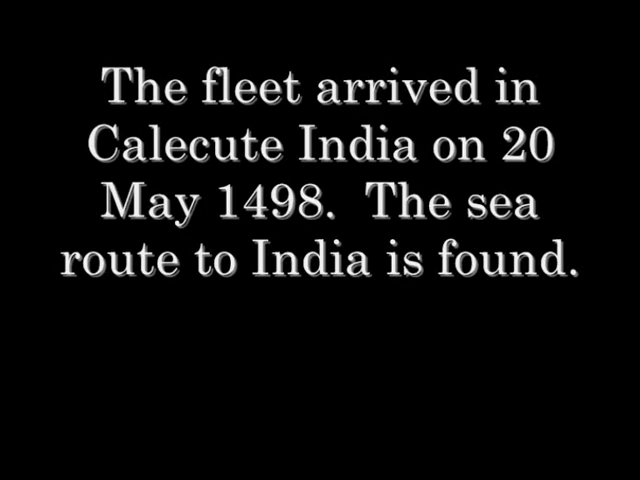 The fleet arrived in
Calecute India on 20
May 1498.  The sea
route to India is found.